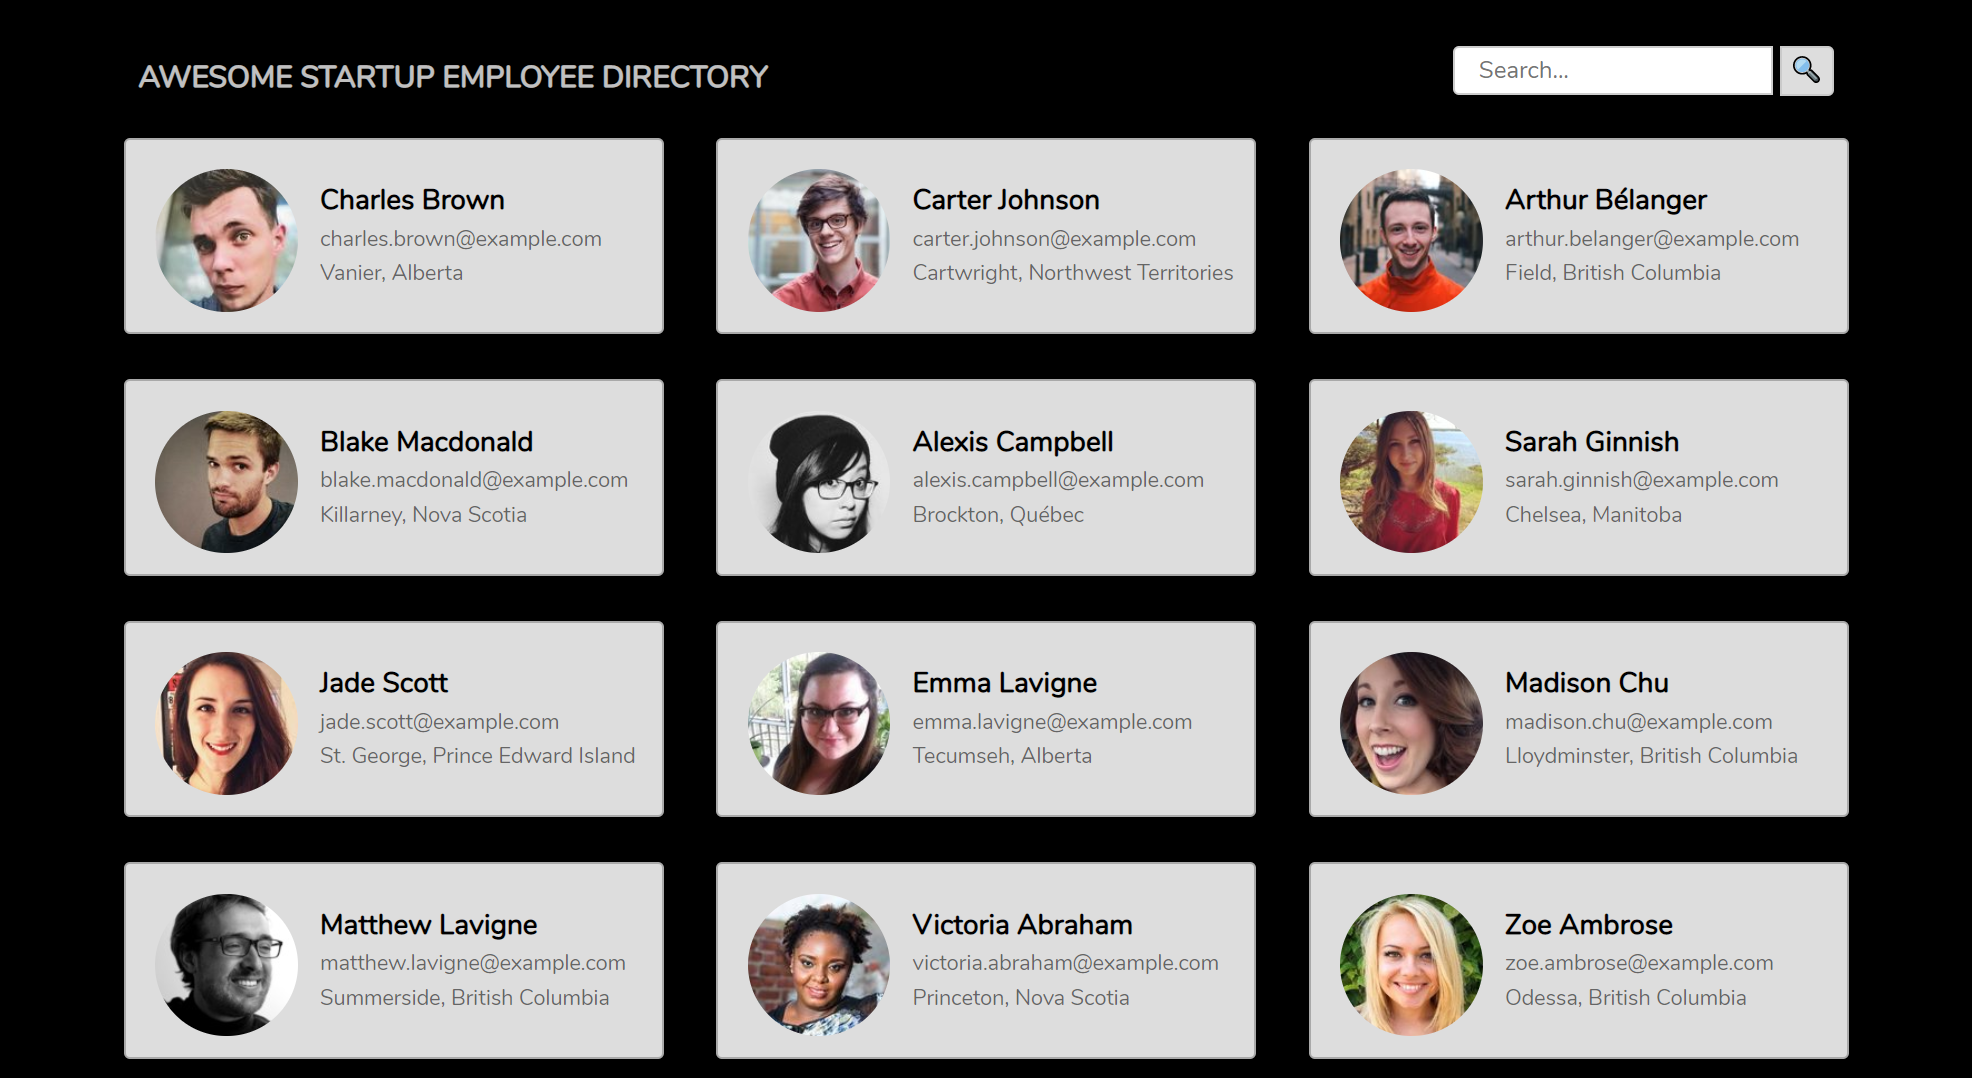 AWESOME STARTUP EMPLOYEE DIRECTORY
Search...
Charles Brown
charles.brown@example.com
Vanier, Alberta
Carter Johnson
carter.johnson@example.com
Cartwright, Northwest Territories
Arthur Bélanger
arthur.belanger@example.com
Field, British Columbia
Blake Macdonald
blake.macdonald@example.com
Killarney, Nova Scotia
Alexis Campbell
alexis.campbell@example.com
Brockton, Québec
Sarah Ginnish
sarah.ginnish@example.com
Chelsea, Manitoba
Jade Scott
jade.scott@example.com
St. George, Prince Edward Island
Emma Lavigne
emma.lavigne@example.com
Tecumseh, Alberta
Madison Chu
madison.chu@example.com
Lloydminster, British Columbia
Matthew Lavigne
matthew.lavigne@example.com
Summerside, British Columbia
Victoria Abraham
victoria.abraham@example.com
Princeton, Nova Scotia
Zoe Ambrose
zoe.ambrose@example.com
Odessa, British Columbia